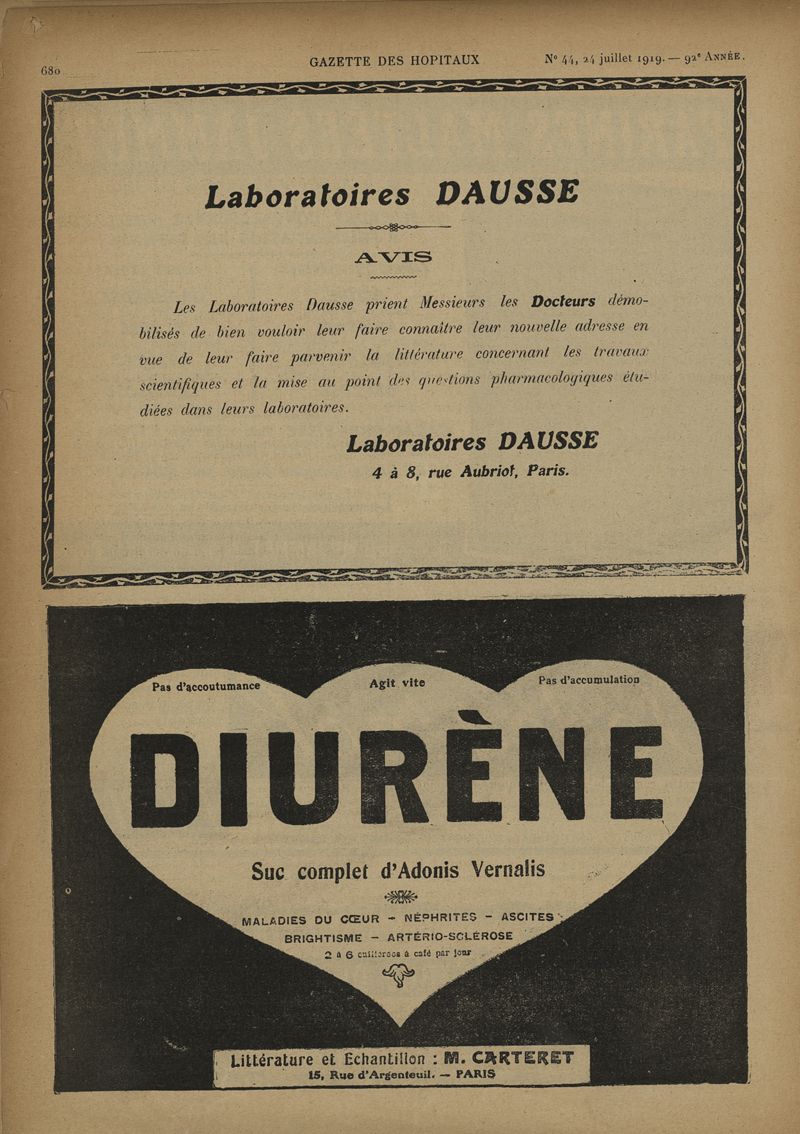 680
GAZETTE DES HOPITAUX
N° 44, 24 juillet 1919. — 92e ANNÉE.
Laboratoires DAUSSE
AVIS
Les Laboratoires Dausse prient Messieurs les Docteurs démo-
bilisés de bien vouloir leur faire connaître leur nouvelle adresse en
vue de leur faire parvenir la littérature concernant les travaux
scientifiques et la mise au point des questions pharmacologiques étu-
diées dans leurs laboratoires.
Laboratoires DAUSSE
4 à 8, rue Aubriot, Paris.
Pas d'accoutumance
Agit vite
Pas d'accumulation
DIURÈNE
Suc complet d'Adonis Vernalis
MALADIES DU CŒUR - NÉPHRITES - ASCITES
BRIGHTISME - ARTÉRIO-SCLÉROSE
2 à 6 cuillerées à café par jour
Littérature et Echantillon : M. CARTERET
15, Rue d'Argenteuil. — PARIS